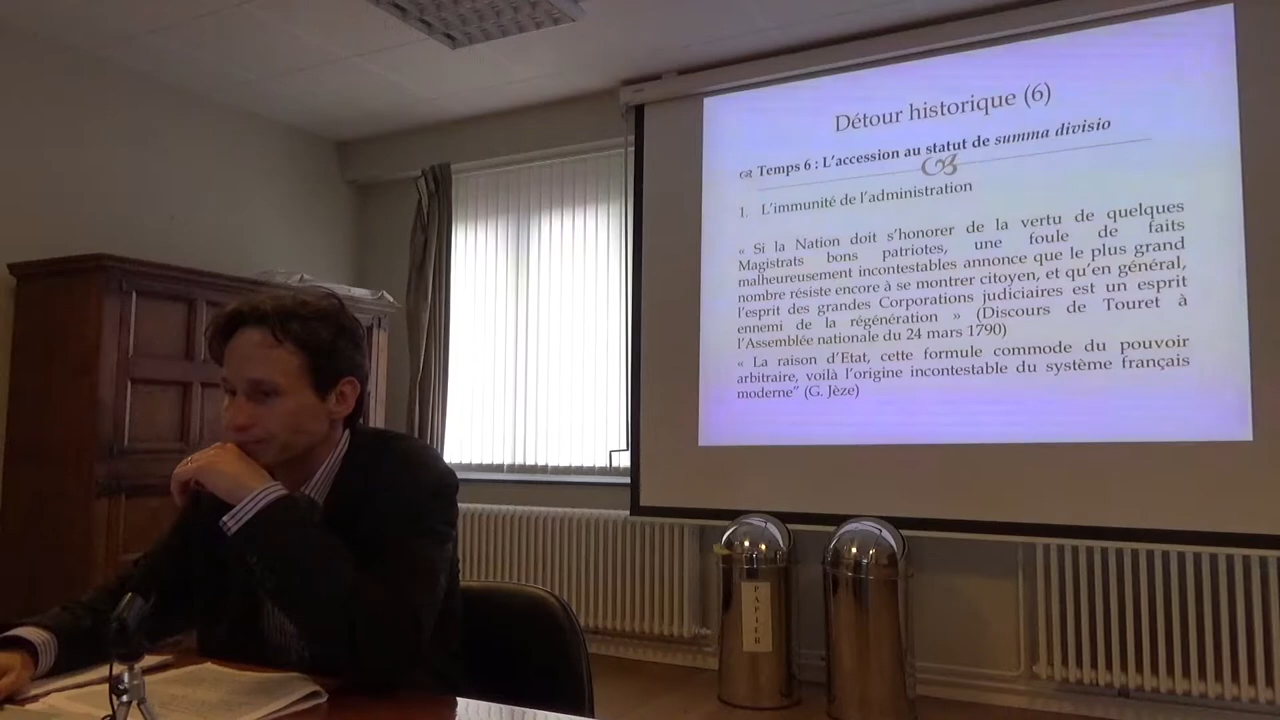 Détour historique (6)
Temps 6 : L’accession au statut de summa divisio
1. L’immunité de l’administration
« Si la Nation doit s’honorer de la vertu de quelques
Magistrats bons patriotes, une foule de faits
malheureusement incontestables annonce que le plus grand
nombre résiste encore à se montrer citoyen, et qu’en général,
l’esprit des grandes Corporations judiciaires est un esprit
ennemi de la régénération » (Discours de Touret à
l’Assemblée nationale du 24 mars 1790)
« La raison d’Etat, cette formule commode du pouvoir
arbitraire, voilà l’origine incontestable du système français
moderne” (G. Jèze)
PAPIER